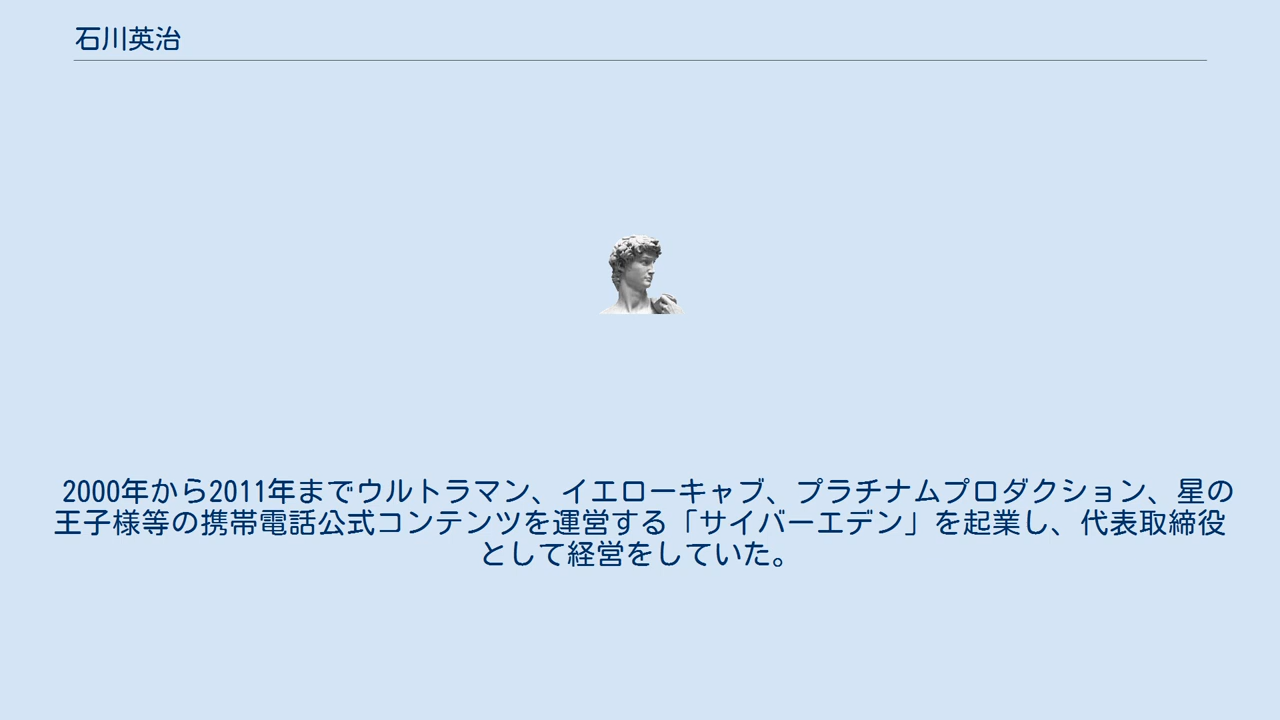 石川英治
2000年から2011年までウルトラマン、イエローキャブ、プラチナムプロダクション、星の
王子様等の携帯電話公式コンテンツを運営する「サイバーエデン」を起業し、代表取締役
として経営をしていた。